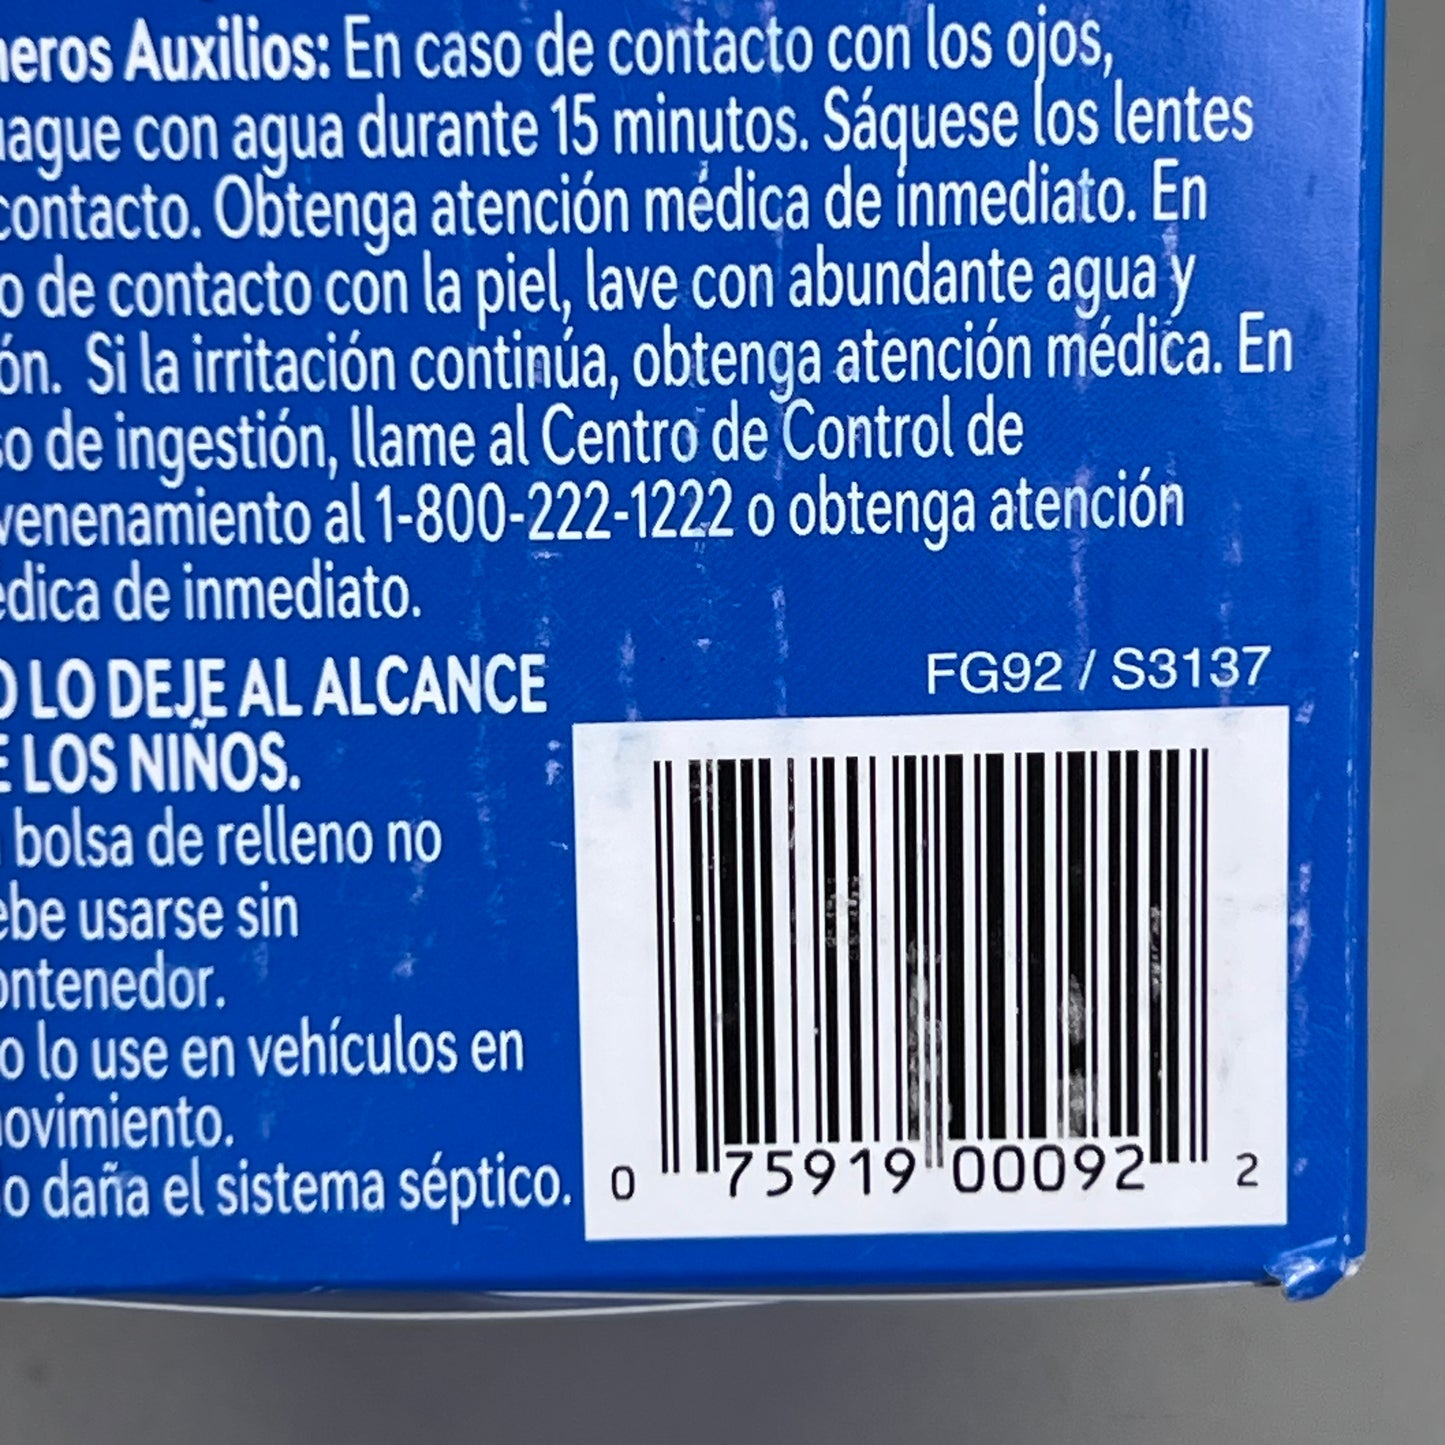 neros Auxilios: En caso de contacto con los ojos,
uague con agua durante 15 minutos. Sáquese los lentes
contacto. Obtenga atención médica de inmediato. En
o de contacto con la piel, lave con abundante agua y
ón. Si la irritación continúa, obtenga atención médica. En
so de ingestión, llame al Centro de Control de
venenamiento al 1-800-222-1222 o obtenga atención
édica de inmediato.
O LO DEJE AL ALCANCE
E LOS NIÑOS.
bolsa de relleno no
ebe usarse sin
ontenedor.
o lo use en vehículos en
ovimiento.
o daña el sistema séptico.
FG92 / S3137
0 75919 00092 2